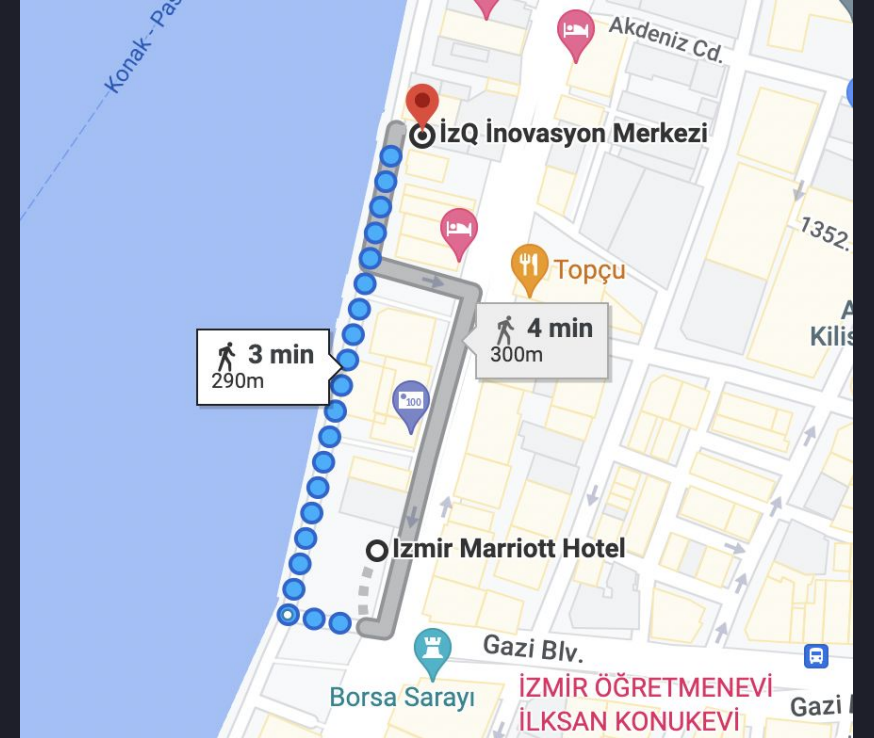 Konak - Pas
Akdeniz Cd.
İzQ İnovasyon Merkezi
1352.
Topçu
4 min
300m
Kilis
3 min
290m
100
Izmir Marriott Hotel
Gazi Blv.
Borsa Sarayı
İZMİR ÖĞRETMENEVİ
İLKSAN KONUKEVİ
Gazi